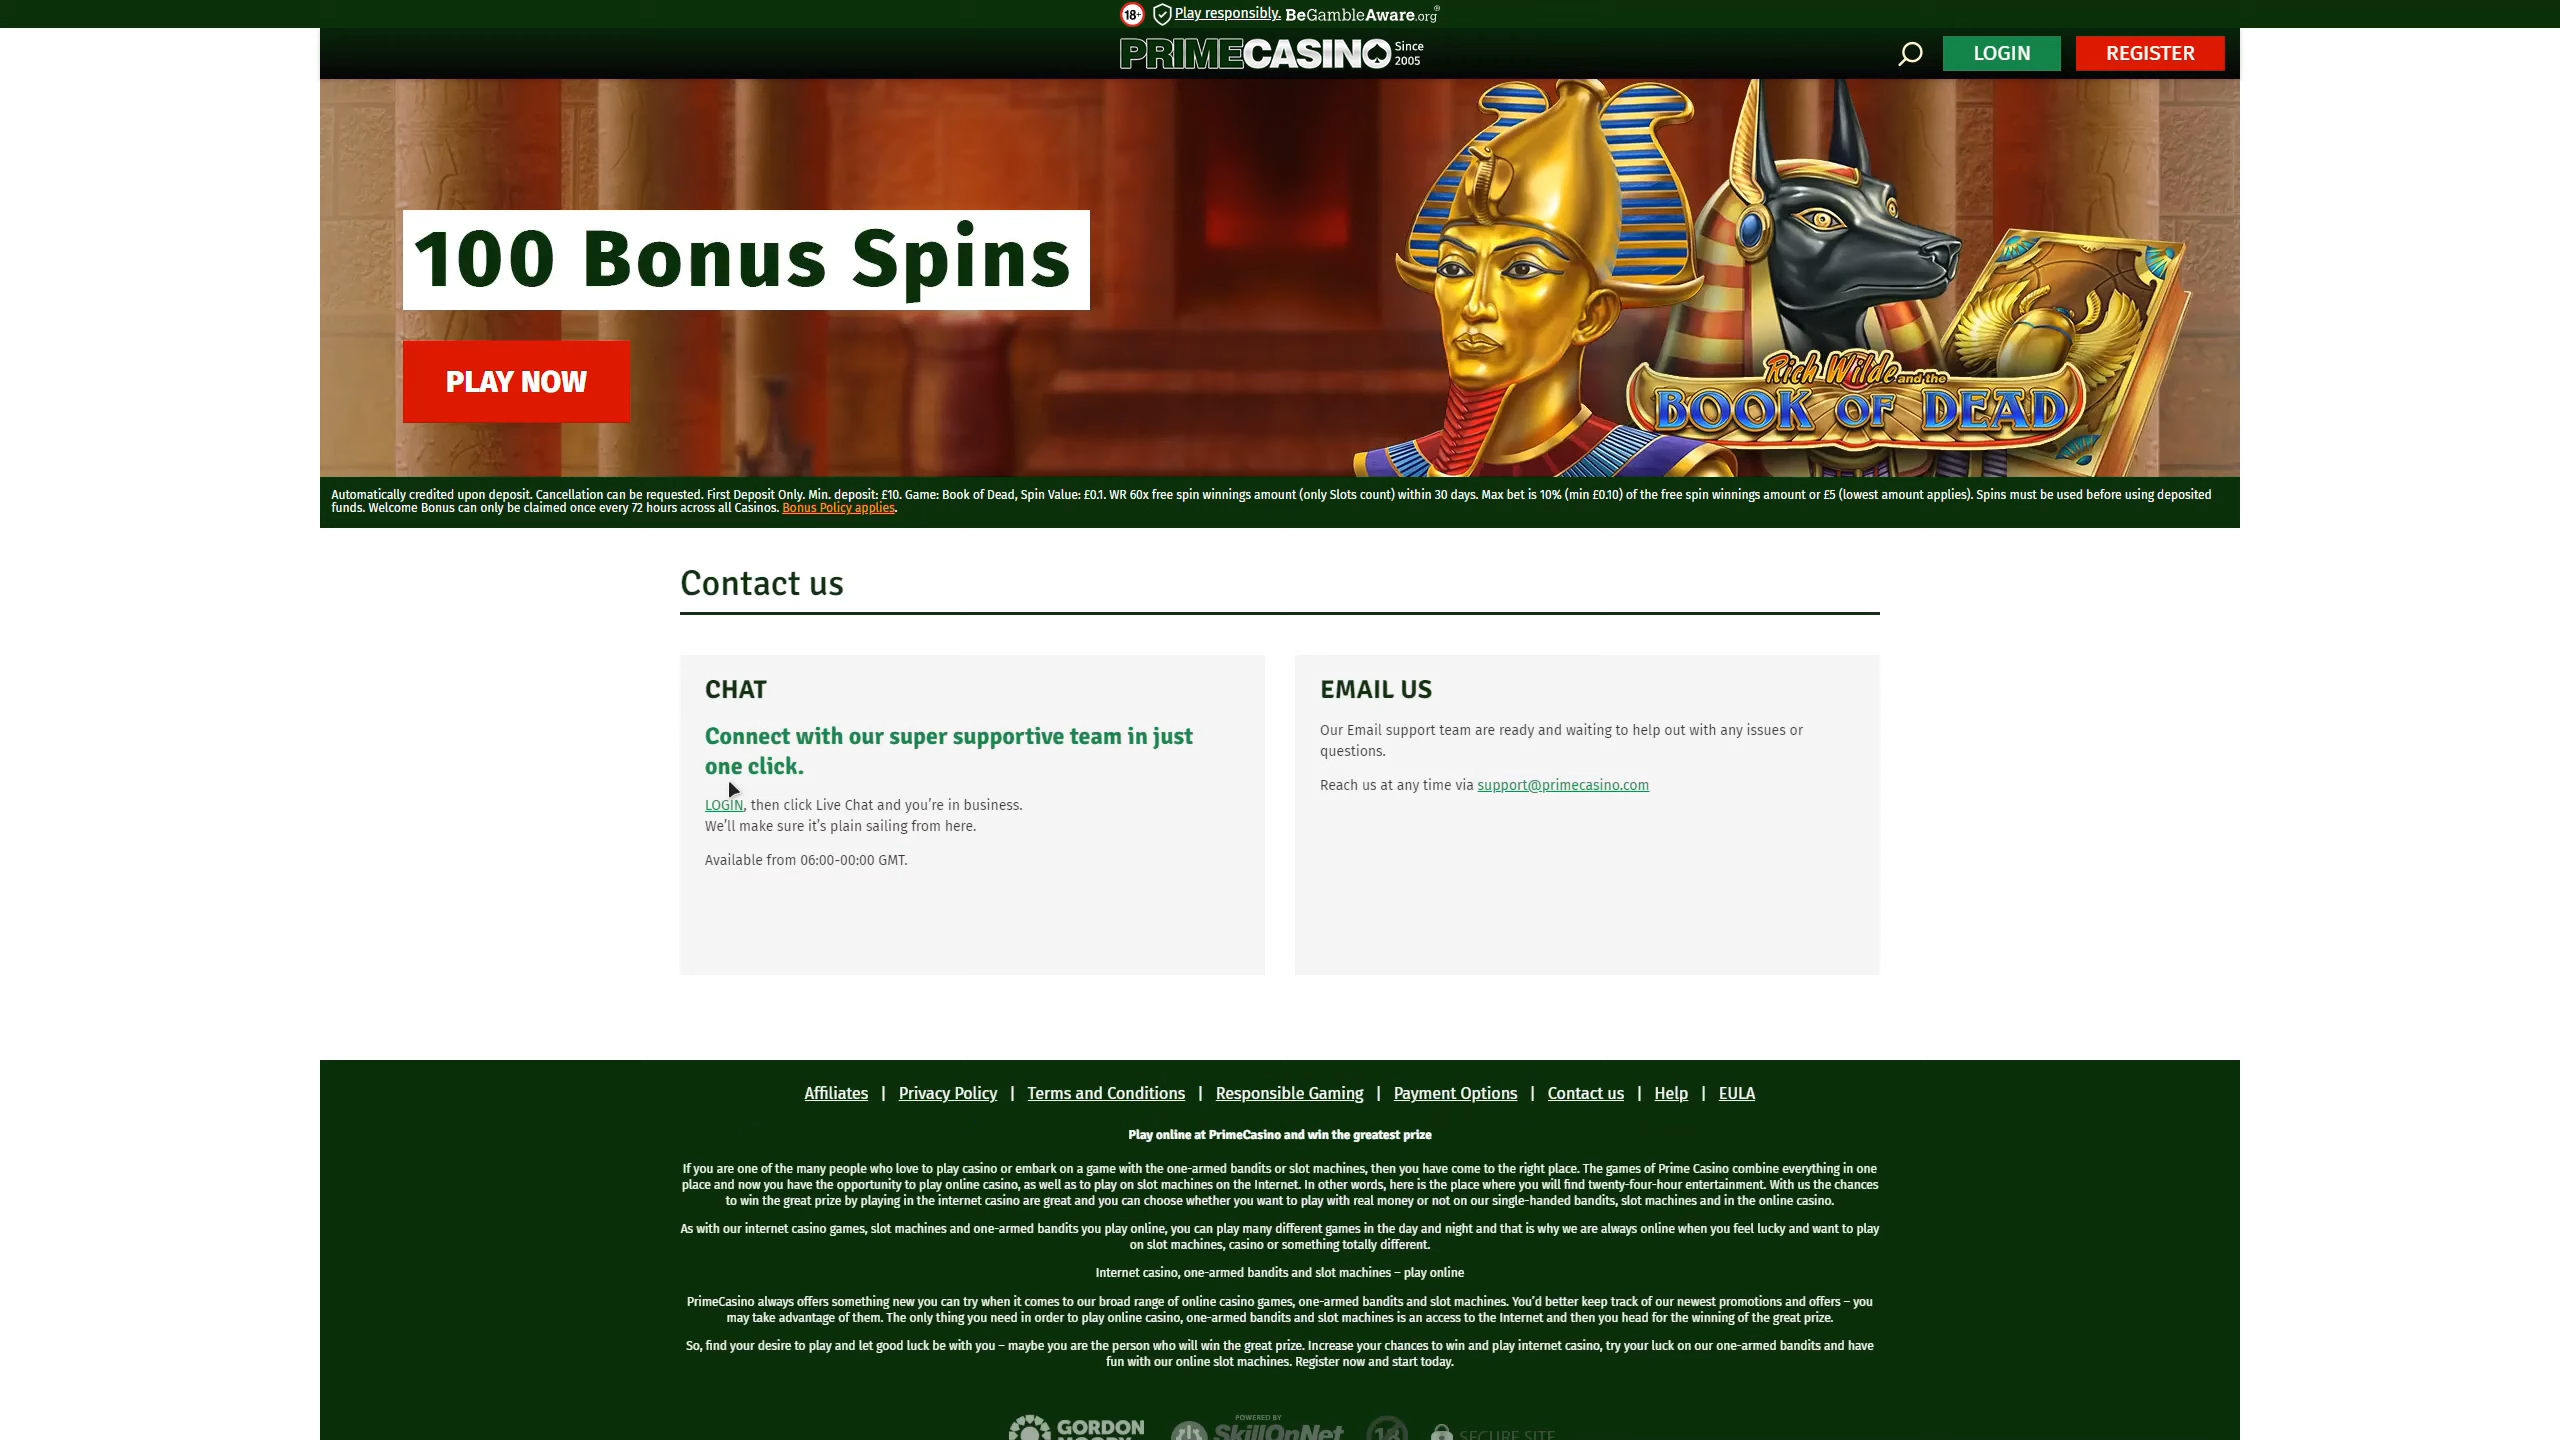 18+ Play responsibly. BeGambleAware.org®
PRIMECASINO Since 2005
LOGIN
REGISTER
100 Bonus Spins
PLAY NOW
Rich Wilde and the
BOOK OF DEAD
Automatically credited upon deposit. Cancellation can be requested. First Deposit Only. Min. deposit: £10. Game: Book of Dead, Spin Value: £0.1. WR 60x free spin winnings amount (only Slots count) within 30 days. Max bet is 10% (min £0.10) of the free spin winnings amount or £5 (lowest amount applies). Spins must be used before using deposited
funds. Welcome Bonus can only be claimed once every 72 hours across all Casinos. Bonus Policy applies.
Contact us
CHAT
Connect with our super supportive team in just
one click.
LOGIN, then click Live Chat and you’re in business.
We’ll make sure it’s plain sailing from here.
Available from 06:00-00:00 GMT.
EMAIL US
Our Email support team are ready and waiting to help out with any issues or
questions.
Reach us at any time via support@primecasino.com
Affiliates | Privacy Policy | Terms and Conditions | Responsible Gaming | Payment Options | Contact us | Help | EULA
Play online at PrimeCasino and win the greatest prize
If you are one of the many people who love to play casino or embark on a game with the one-armed bandits or slot machines, then you have come to the right place. The games of Prime Casino combine everything in one
place and now you have the opportunity to play online casino, as well as to play on slot machines on the Internet. In other words, here is the place where you will find twenty-four-hour entertainment. With us the chances
to win the great prize by playing in the internet casino are great and you can choose whether you want to play with real money or not on our single-handed bandits, slot machines and in the online casino.
As with our internet casino games, slot machines and one-armed bandits you play online, you can play many different games in the day and night and that is why we are always online when you feel lucky and want to play
on slot machines, casino or something totally different.
Internet casino, one-armed bandits and slot machines – play online
PrimeCasino always offers something new you can try when it comes to our broad range of online casino games, one-armed bandits and slot machines. You’d better keep track of our newest promotions and offers – you
may take advantage of them. The only thing you need in order to play online casino, one-armed bandits and slot machines is an access to the Internet and then you head for the winning of the great prize.
So, find your desire to play and let good luck be with you – maybe you are the person who will win the great prize. Increase your chances to win and play internet casino, try your luck on our one-armed bandits and have
fun with our online slot machines. Register now and start today.
GORDON
MOODY
POWERED BY
SkillOnNet
18
SECURE SITE